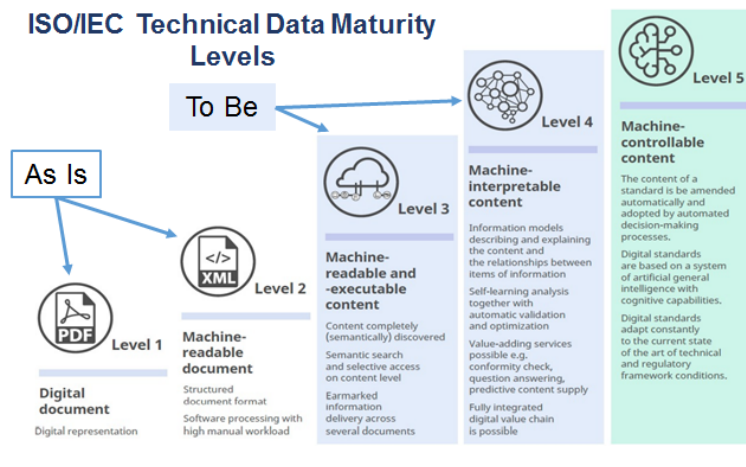 ISO/IEC Technical Data Maturity
Levels
To Be
As Is
PDF
Level 1
Digital
document
Digital representation
</>
XML
Level 2
Machine-
readable
document
Structured
document format
Software processing with
high manual workload
Level 3
Machine-
readable and
-executable
content
Content completely
(semantically) discovered
Semantic search
and selective access
on content level
Earmarked
information
delivery across
several documents
Level 4
Machine-
interpretable
content
Information models
describing and explaining
the content and
the relationships between
items of information
Self-learning analysis
together with
automatic validation
and optimization
Value-adding services
possible e.g.
conformity check,
question answering,
predictive content supply
Fully integrated
digital value chain
is possible
Level 5
Machine-
controllable
content
The content of a
standard is be amended
automatically and
adopted by automated
decision-making
processes.
Digital standards
are based on a system
of artificial general
intelligence with
cognitive capabilities.
Digital standards
adapt constantly
to the current state
of the art of technical
and regulatory
framework conditions.